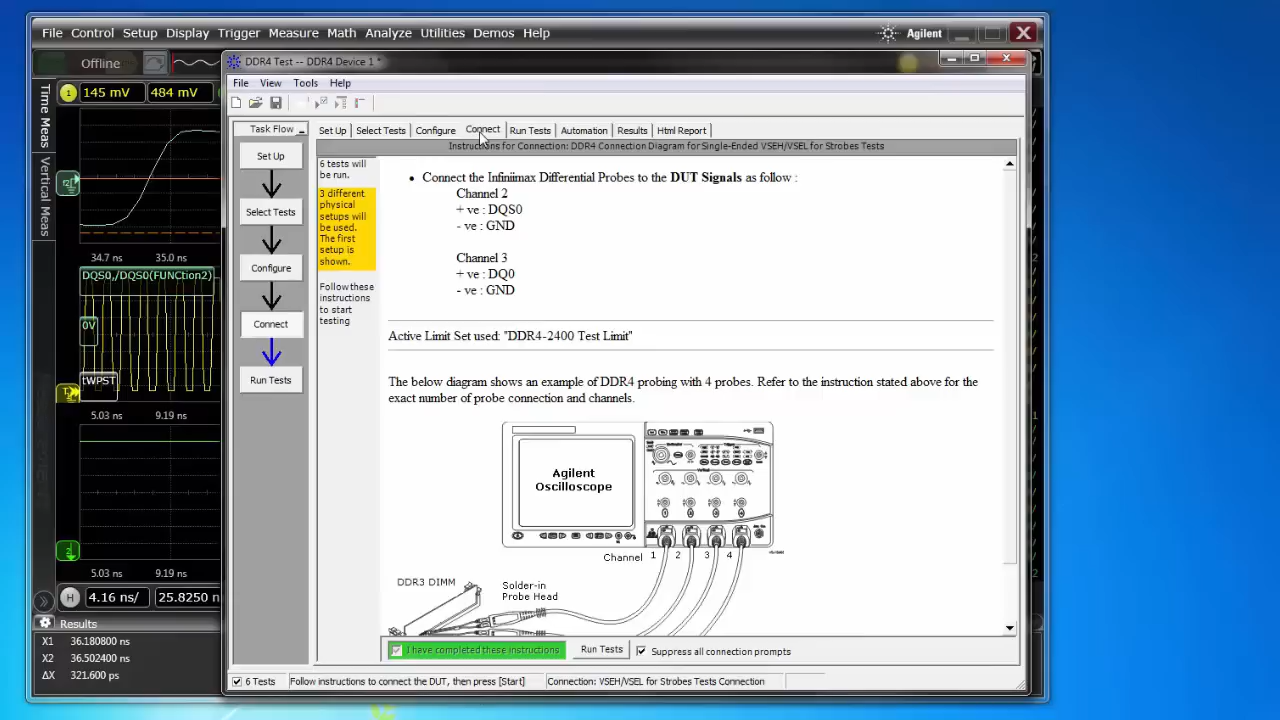 File Control Setup Display Trigger Measure Math Analyze Utilities Demos Help
Agilent
Offline
DDR4 Test -- DDR4 Device 1 *
File View Tools Help
1 145 mV 484 mV
Time Meas
Vertical Meas
34.7 ns 35.0 ns
DQS0,/DQS0(FUNCtion2)
0V
tWPST
5.03 ns 9.19 ns
2
5.03 ns 9.19 ns
H 4.16 ns/ 25.8250 n
Results
X1 36.180800 ns
X2 36.502400 ns
ΔX 321.600 ps
Task Flow
Set Up
Select Tests
Configure
Connect
Run Tests
Set Up Select Tests Configure Connect Run Tests Automation Results Html Report
Instructions for Connection: DDR4 Connection Diagram for Single-Ended VSEH/VSEL for Strobes Tests
6 tests will
be run.
3 different
physical
setups will
be used.
The first
setup is
shown.
Follow these
instructions
to start
testing
• Connect the Infiniimax Differential Probes to the DUT Signals as follow :
Channel 2
+ ve : DQS0
- ve : GND
Channel 3
+ ve : DQ0
- ve : GND
Active Limit Set used: "DDR4-2400 Test Limit"
The below diagram shows an example of DDR4 probing with 4 probes. Refer to the instruction stated above for the
exact number of probe connection and channels.
Agilent
Oscilloscope
Channel 1 2 3 4
DDR3 DIMM
Solder-in
Probe Head
I have completed these instructions
Run Tests
Suppress all connection prompts
6 Tests
Follow instructions to connect the DUT, then press [Start]
Connection: VSEH/VSEL for Strobes Tests Connection